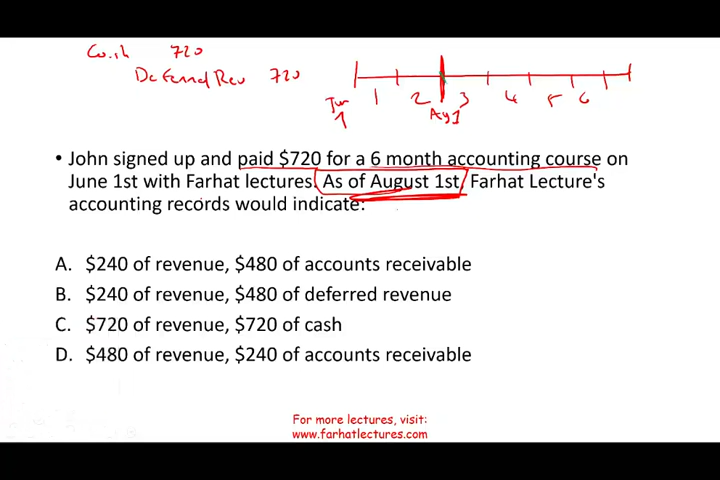 Cash 720
Deferred Rev 720
Jun 1
1 2 3 4 5 6
Aug 1
• John signed up and paid $720 for a 6 month accounting course on
June 1st with Farhat lectures. As of August 1st, Farhat Lecture's
accounting records would indicate:
A. $240 of revenue, $480 of accounts receivable
B. $240 of revenue, $480 of deferred revenue
C. $720 of revenue, $720 of cash
D. $480 of revenue, $240 of accounts receivable
For more lectures, visit:
www.farhatlectures.com